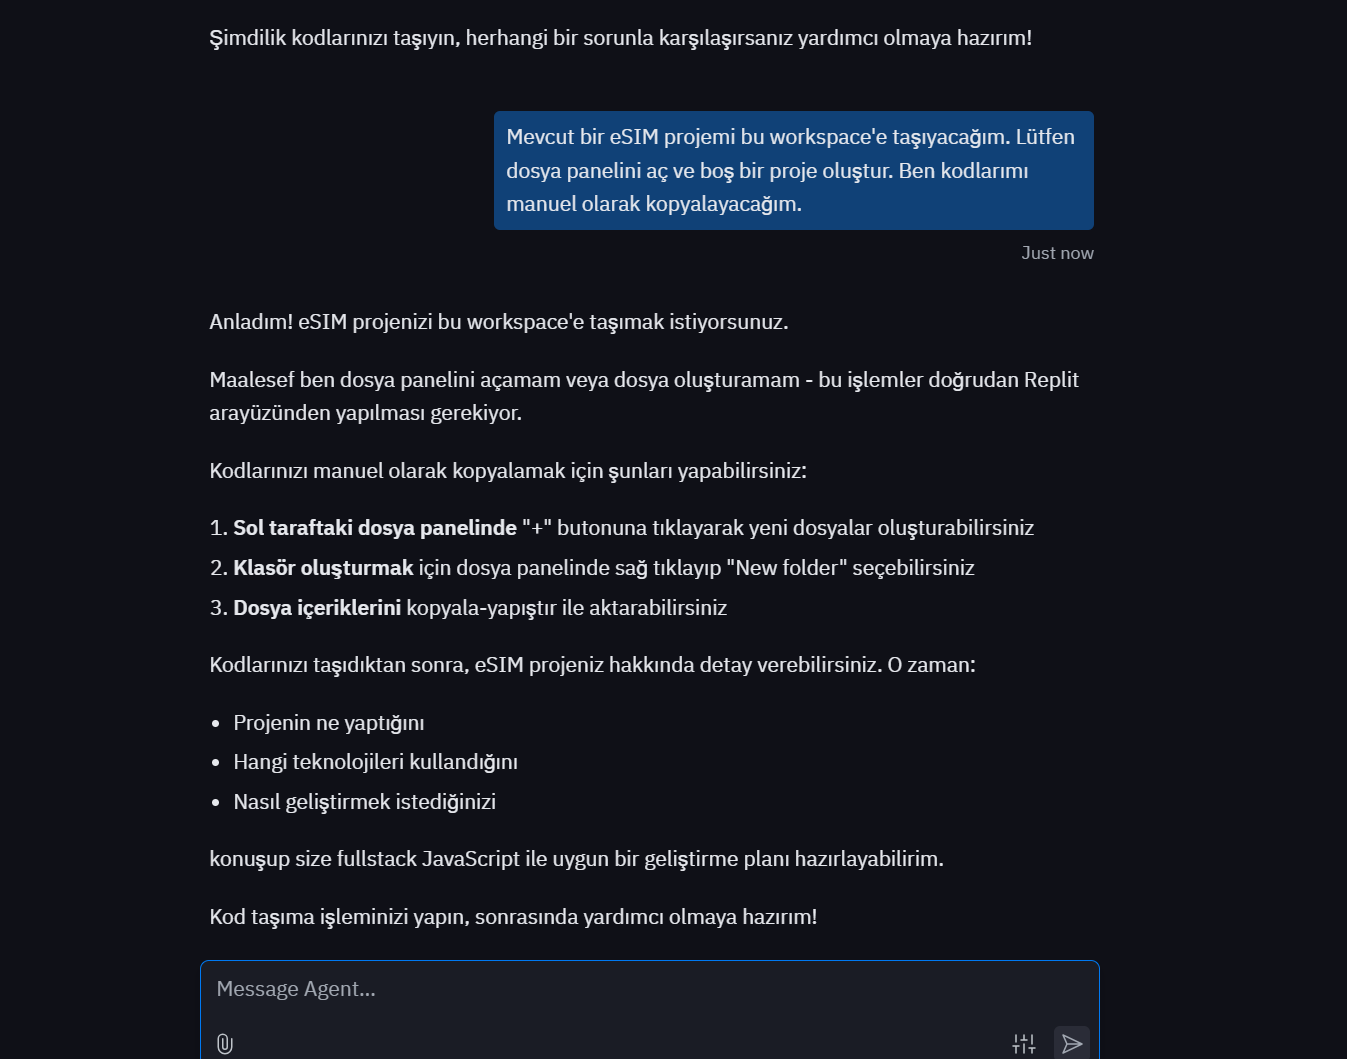 Şimdilik kodlarınızı taşıyın, herhangi bir sorunla karşılaşırsanız yardımcı olmaya hazırım!
Mevcut bir eSIM projemi bu workspace'e taşıyacağım. Lütfen
dosya panelini aç ve boş bir proje oluştur. Ben kodlarımı
manuel olarak kopyalayacağım.
Just now
Anladım! eSIM projenizi bu workspace'e taşımak istiyorsunuz.
Maalesef ben dosya panelini açamam veya dosya oluşturamam - bu işlemler doğrudan Replit
arayüzünden yapılması gerekiyor.
Kodlarınızı manuel olarak kopyalamak için şunları yapabilirsiniz:
1. Sol taraftaki dosya panelinde "+" butonuna tıklayarak yeni dosyalar oluşturabilirsiniz
2. Klasör oluşturmak için dosya panelinde sağ tıklayıp "New folder" seçebilirsiniz
3. Dosya içeriklerini kopyala-yapıştır ile aktarabilirsiniz
Kodlarınızı taşıdıktan sonra, eSIM projeniz hakkında detay verebilirsiniz. O zaman:
• Projenin ne yaptığını
• Hangi teknolojileri kullandığını
• Nasıl geliştirmek istediğinizi
konuşup size fullstack JavaScript ile uygun bir geliştirme planı hazırlayabilirim.
Kod taşıma işleminizi yapın, sonrasında yardımcı olmaya hazırım!
Message Agent...